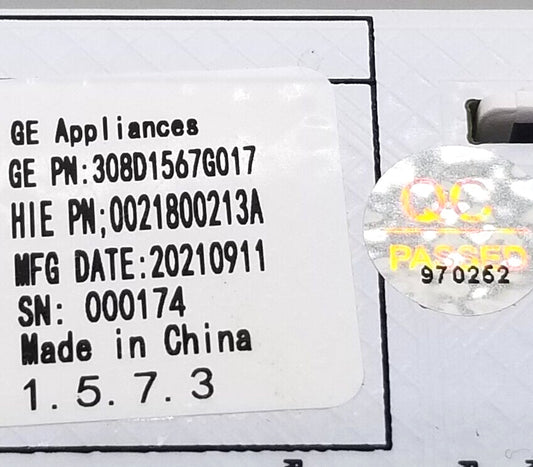 GE Appliances
GE PN:308D1567G017
HIE PN;0021800213A
MFG DATE:20210911
SN: 000174
Made in China
1.5.7.3
QC
PASSED
970262